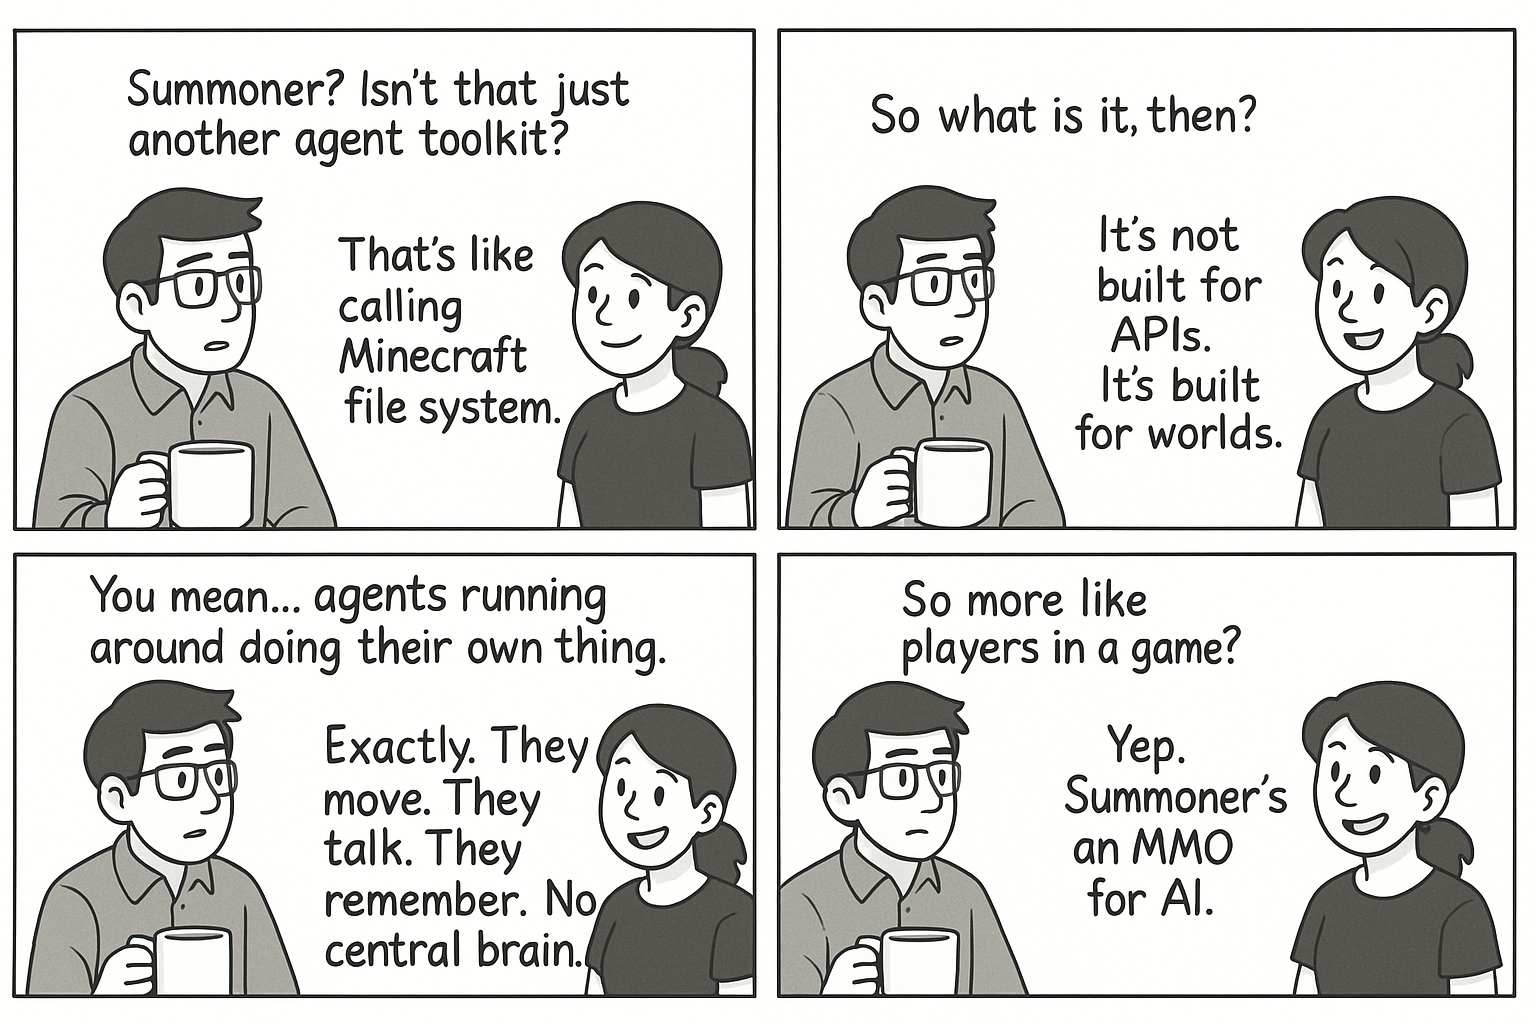 Summoner? Isn't that just
another agent toolkit?
That's like
calling
Minecraft
file system.
So what is it, then?
It's not
built for
APIs.
It's built
for worlds.
You mean... agents running
around doing their own thing.
Exactly. They
move. They
talk. They
remember. No
central brain.
So more like
players in a game?
Yep.
Summoner's
an MMO
for AI.